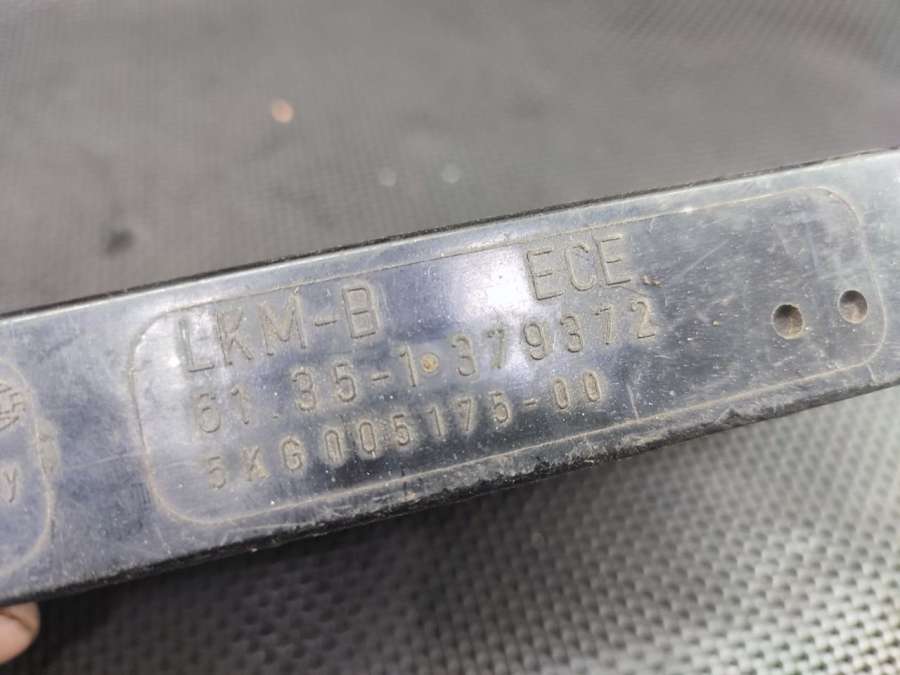 LKM-B ECE
61.35-1 379372
5KG005175-00
y